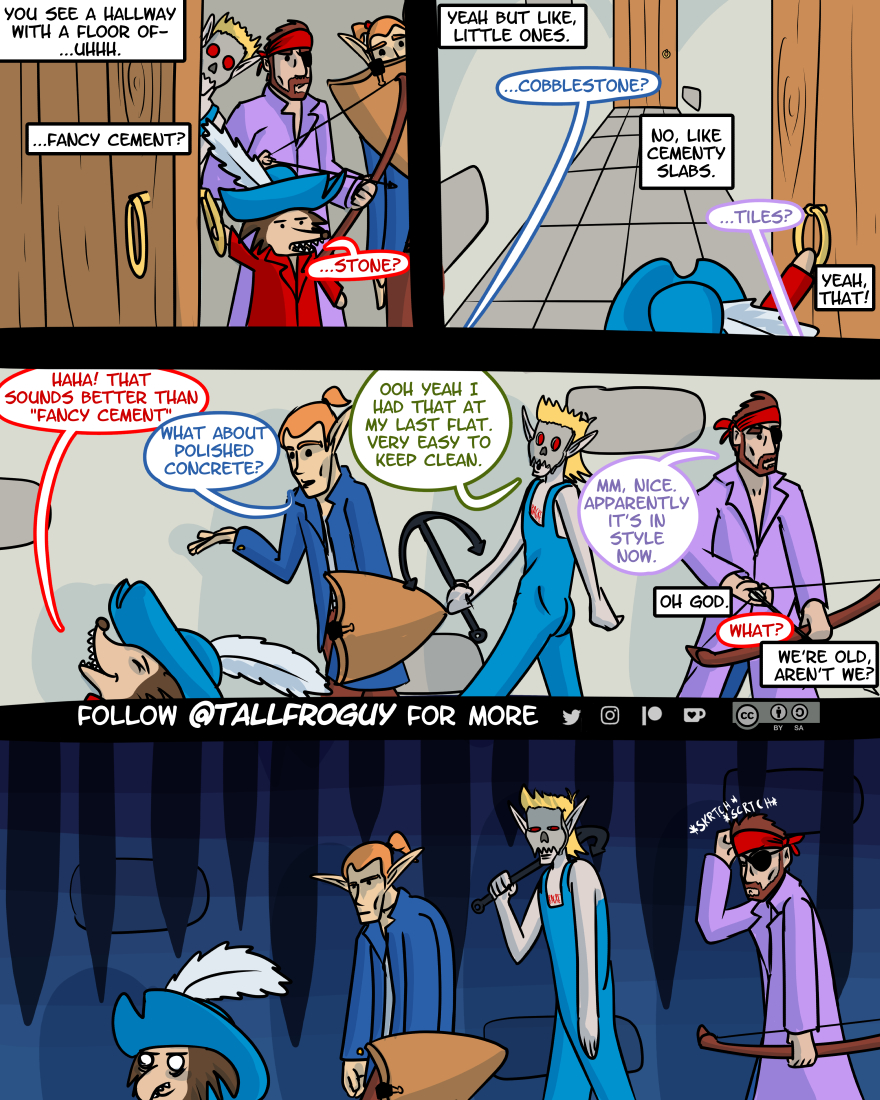 YOU SEE A HALLWAY
WITH A FLOOR OF-
...UHHH.
...FANCY CEMENT?
...STONE?
YEAH BUT LIKE,
LITTLE ONES.
...COBBLESTONE?
NO, LIKE
CEMENTY
SLABS.
...TILES?
YEAH,
THAT!
HAHA! THAT
SOUNDS BETTER THAN
"FANCY CEMENT"
WHAT ABOUT
POLISHED
CONCRETE?
OOH YEAH I
HAD THAT AT
MY LAST FLAT.
VERY EASY TO
KEEP CLEAN.
MM, NICE.
APPARENTLY
IT'S IN
STYLE
NOW.
OH GOD.
WHAT?
WE'RE OLD,
AREN'T WE?
FOLLOW @TALLFROGUY FOR MORE
CC
BY SA
*SKRTCH*
*SCRTCH*